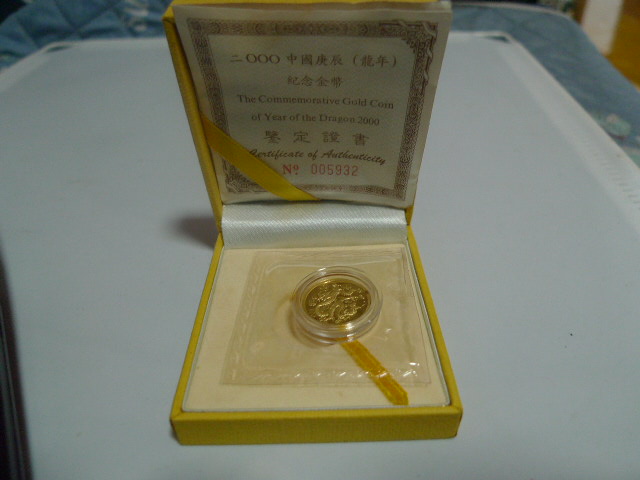 二〇〇〇中國庚辰(龍年)
紀念金幣
The Commemorative Gold Coin
of Year of the Dragon 2000
鑒定證書
Certificate of Authenticity
No 005932